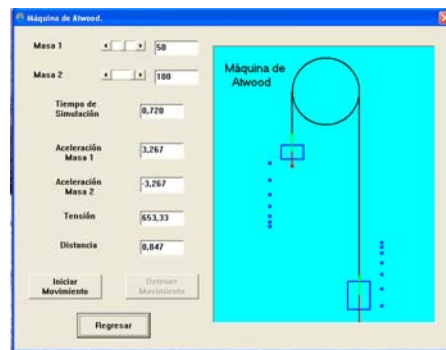 Máquina de Atwood.
Masa 1 50
Masa 2 100
Tiempo de
Simulación 0,720
Aceleración
Masa 1 3,267
Aceleración
Masa 2 -3,267
Tensión 653,33
Distancia 0,847
Iniciar
Movimiento
Detener
Movimiento
Regresar
Máquina de
Atwood